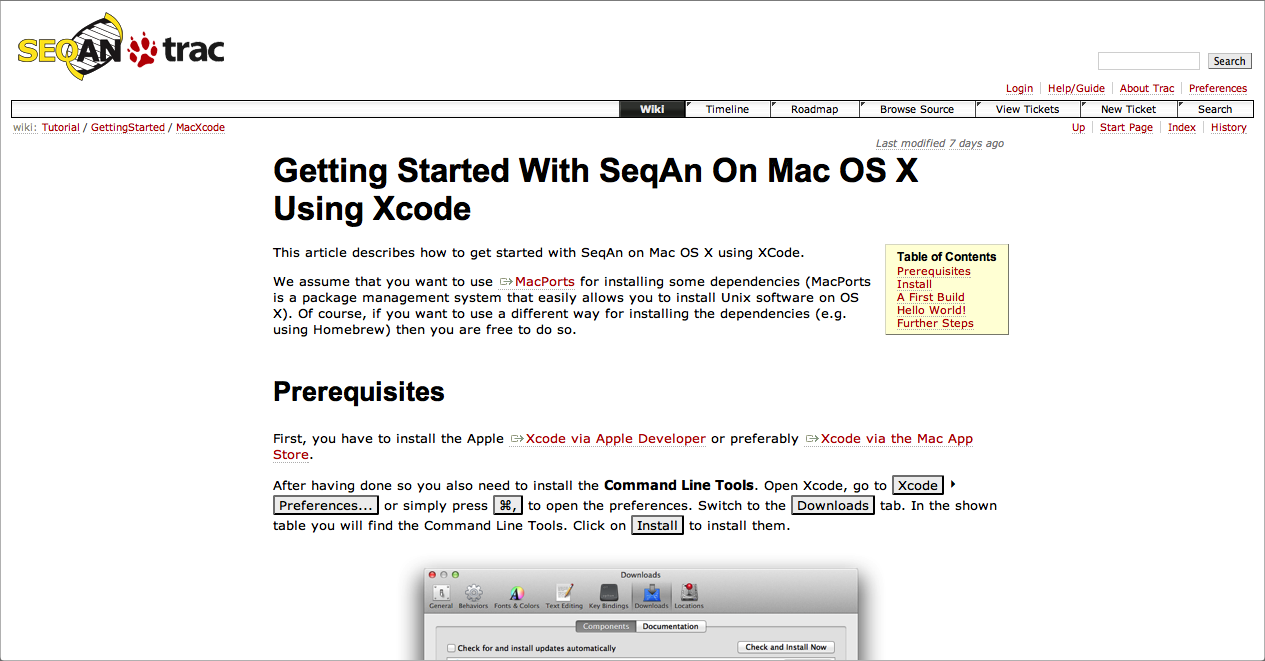 SEQAN trac
Search
Login Help/Guide About Trac Preferences
Wiki Timeline Roadmap Browse Source View Tickets New Ticket Search
wiki: Tutorial / GettingStarted / MacXcode
Up Start Page Index History
Last modified 7 days ago
Getting Started With SeqAn On Mac OS X
Using Xcode
This article describes how to get started with SeqAn on Mac OS X using XCode.
We assume that you want to use MacPorts for installing some dependencies (MacPorts
is a package management system that easily allows you to install Unix software on OS
X). Of course, if you want to use a different way for installing the dependencies (e.g.
using Homebrew) then you are free to do so.
Table of Contents
Prerequisites
Install
A First Build
Hello World!
Further Steps
Prerequisites
First, you have to install the Apple Xcode via Apple Developer or preferably Xcode via the Mac App
Store.
After having done so you also need to install the Command Line Tools. Open Xcode, go to Xcode ‣
Preferences... or simply press ⌘, to open the preferences. Switch to the Downloads tab. In the shown
table you will find the Command Line Tools. Click on Install to install them.
Downloads
General Behaviors Fonts & Colors Text Editing Key Bindings Downloads Locations
Components Documentation
Check for and install updates automatically Check and Install Now